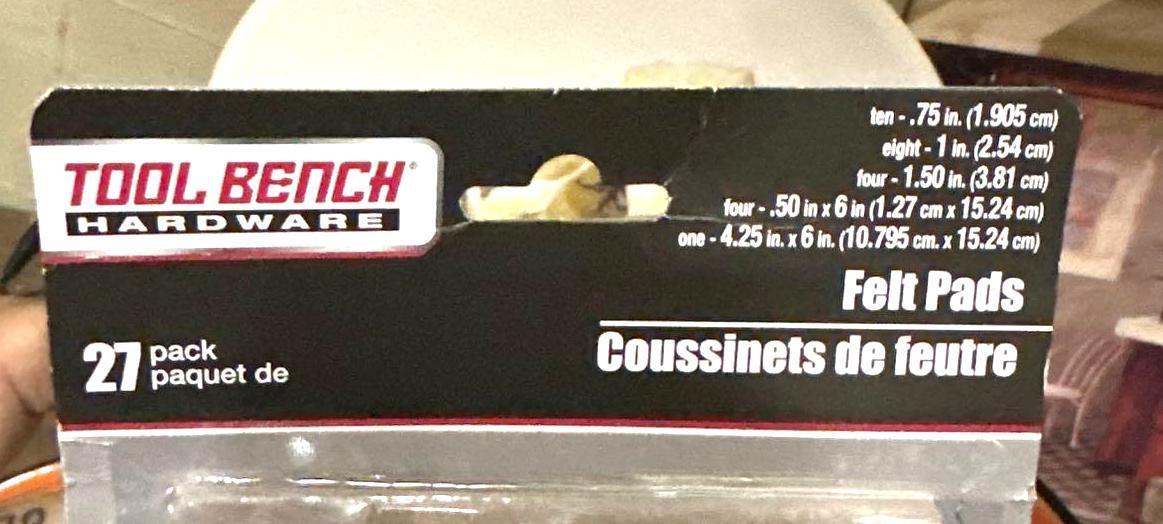 TOOL BENCH®
HARDWARE
ten - .75 in. (1.905 cm)
eight - 1 in. (2.54 cm)
four - 1.50 in. (3.81 cm)
four - .50 in x 6 in (1.27 cm x 15.24 cm)
one - 4.25 in. x 6 in. (10.795 cm. x 15.24 cm)
Felt Pads
Coussinets de feutre
27 pack
paquet de